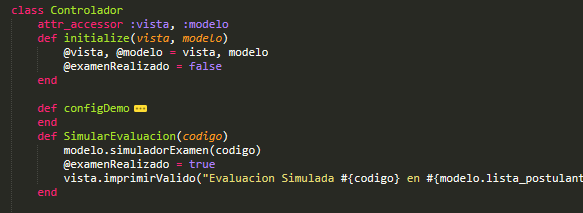 class Controlador
attr_accessor :vista, :modelo
def initialize(vista, modelo)
@vista, @modelo = vista, modelo
@examenRealizado = false
end
def configDemo
end
def SimularEvaluacion(codigo)
modelo.simuladorExamen(codigo)
@examenRealizado = true
vista.imprimirValido("Evaluacion Simulada #{codigo} en #{modelo.lista_postulant
end